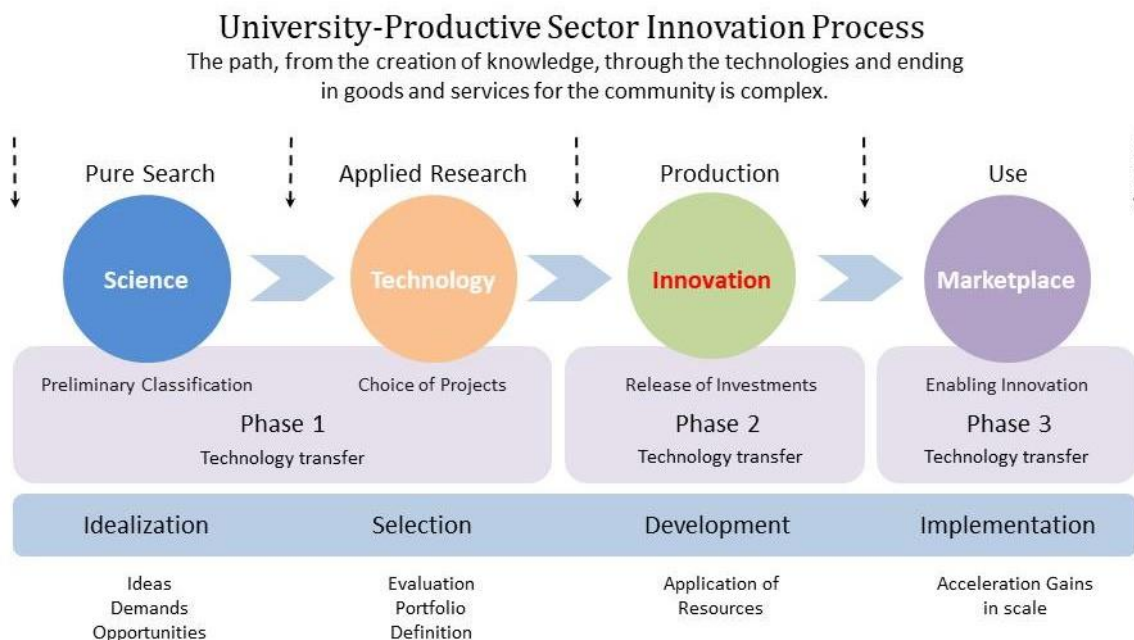 University-Productive Sector Innovation Process
The path, from the creation of knowledge, through the technologies and ending
in goods and services for the community is complex.
Pure Search
Applied Research
Production
Use
Science
Technology
Innovation
Marketplace
Preliminary Classification
Choice of Projects
Release of Investments
Enabling Innovation
Phase 1
Phase 2
Phase 3
Technology transfer
Technology transfer
Technology transfer
Idealization
Selection
Development
Implementation
Ideas
Demands
Opportunities
Evaluation
Portfolio
Definition
Application of
Resources
Acceleration Gains
in scale